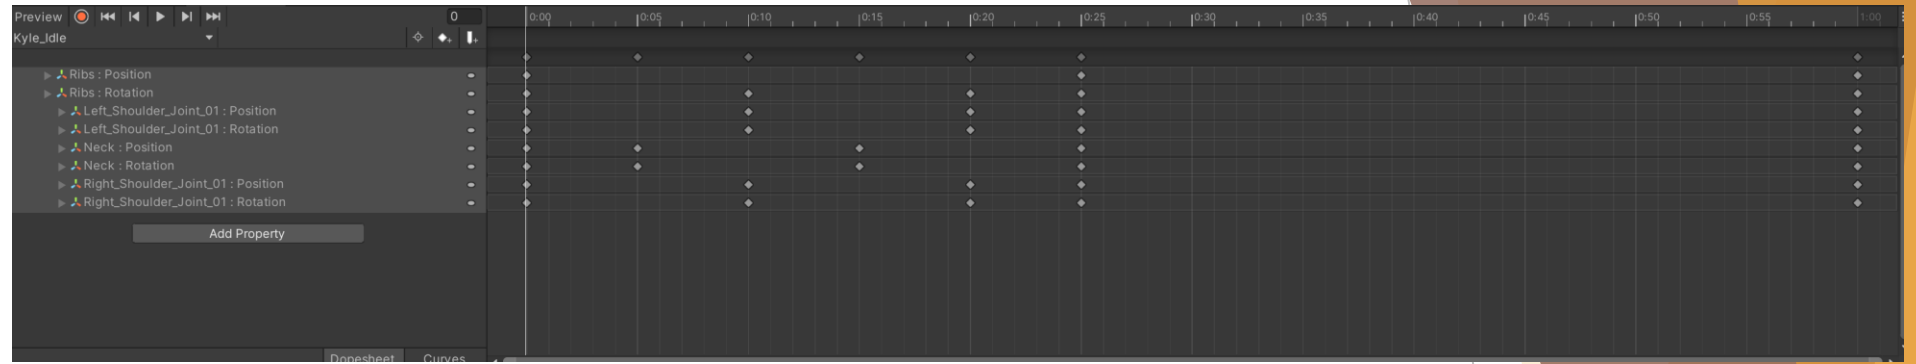 Preview 0 0:00 0:05 0:10 0:15 0:20 0:25 0:30 0:35 0:40 0:45 0:50 0:55 1:00
Kyle_Idle
Ribs : Position
Ribs : Rotation
Left_Shoulder_Joint_01 : Position
Left_Shoulder_Joint_01 : Rotation
Neck : Position
Neck : Rotation
Right_Shoulder_Joint_01 : Position
Right_Shoulder_Joint_01 : Rotation
Add Property
Dopesheet Curves